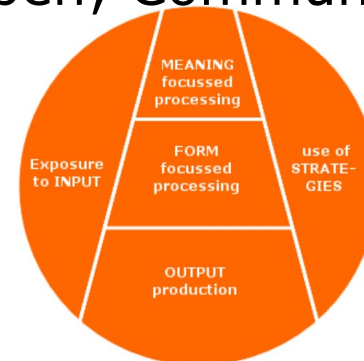 MEANING
focussed
processing
Exposure
to INPUT
FORM
focussed
processing
use of
STRATE-
GIES
OUTPUT
production